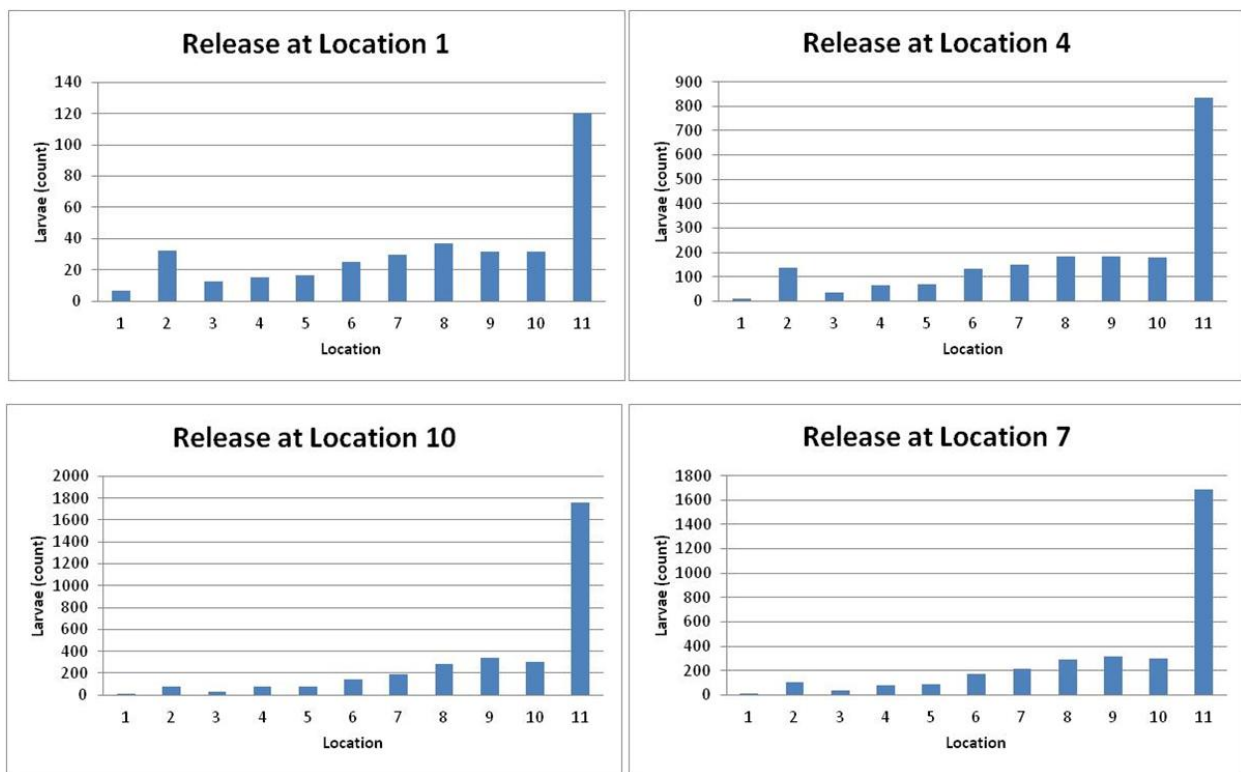 Release at Location 1
140
120
100
80
60
40
20
0
Larvae (count)
1 2 3 4 5 6 7 8 9 10 11
Location
Release at Location 4
900
800
700
600
500
400
300
200
100
0
Larvae (count)
1 2 3 4 5 6 7 8 9 10 11
Location
Release at Location 10
2000
1800
1600
1400
1200
1000
800
600
400
200
0
Larvae (count)
1 2 3 4 5 6 7 8 9 10 11
Location
Release at Location 7
1800
1600
1400
1200
1000
800
600
400
200
0
Larvae (count)
1 2 3 4 5 6 7 8 9 10 11
Location